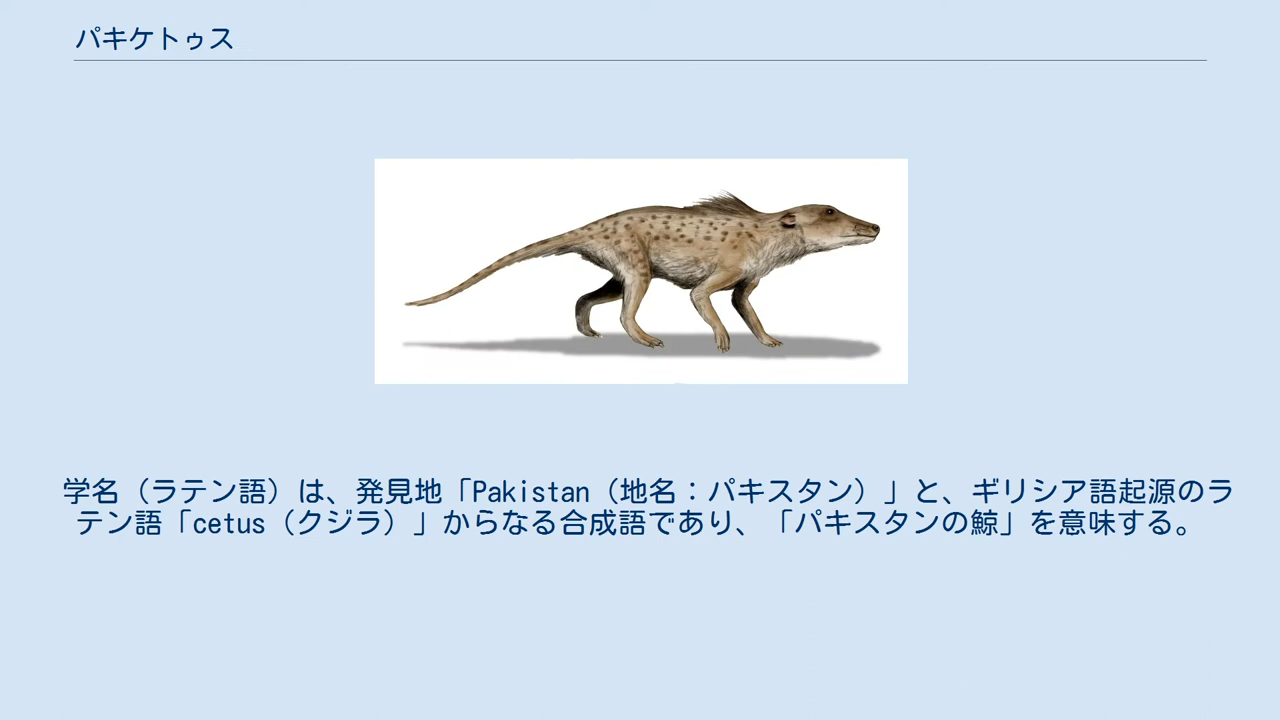 パキケトゥス
学名（ラテン語）は、発見地「Pakistan（地名：パキスタン）」と、ギリシア語起源のラ
テン語「cetus（クジラ）」からなる合成語であり、「パキスタンの鯨」を意味する。